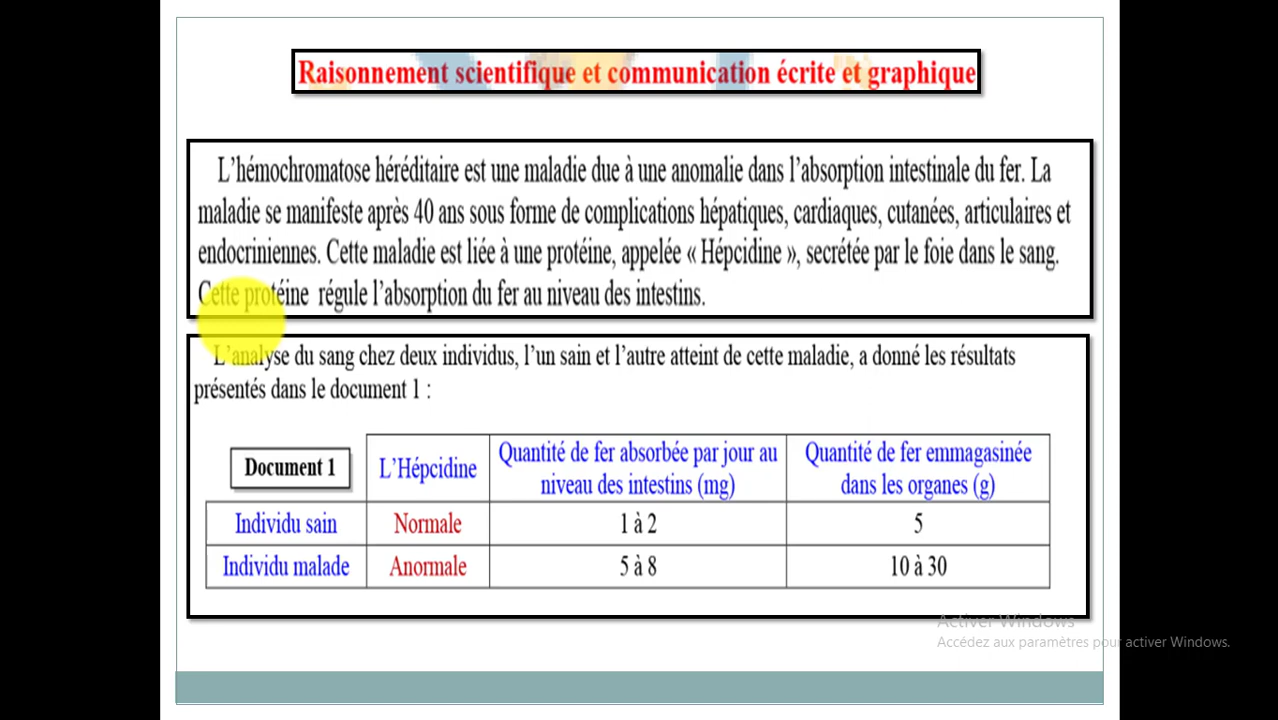 Raisonnement scientifique et communication écrite et graphique
L'hémochromatose héréditaire est une maladie due à une anomalie dans l'absorption intestinale du fer. La
maladie se manifeste après 40 ans sous forme de complications hépatiques, cardiaques, cutanées, articulaires et
endocriniennes. Cette maladie est liée à une protéine, appelée « Hépcidine », secrétée par le foie dans le sang.
Cette protéine régule l'absorption du fer au niveau des intestins.
L'analyse du sang chez deux individus, l'un sain et l'autre atteint de cette maladie, a donné les résultats
présentés dans le document 1 :
Document 1
L'Hépcidine
Quantité de fer absorbée par jour au
niveau des intestins (mg)
Quantité de fer emmagasinée
dans les organes (g)
Individu sain Normale 1 à 2 5
Individu malade Anormale 5 à 8 10 à 30
Activer Windows
Accédez aux paramètres pour activer Windows.